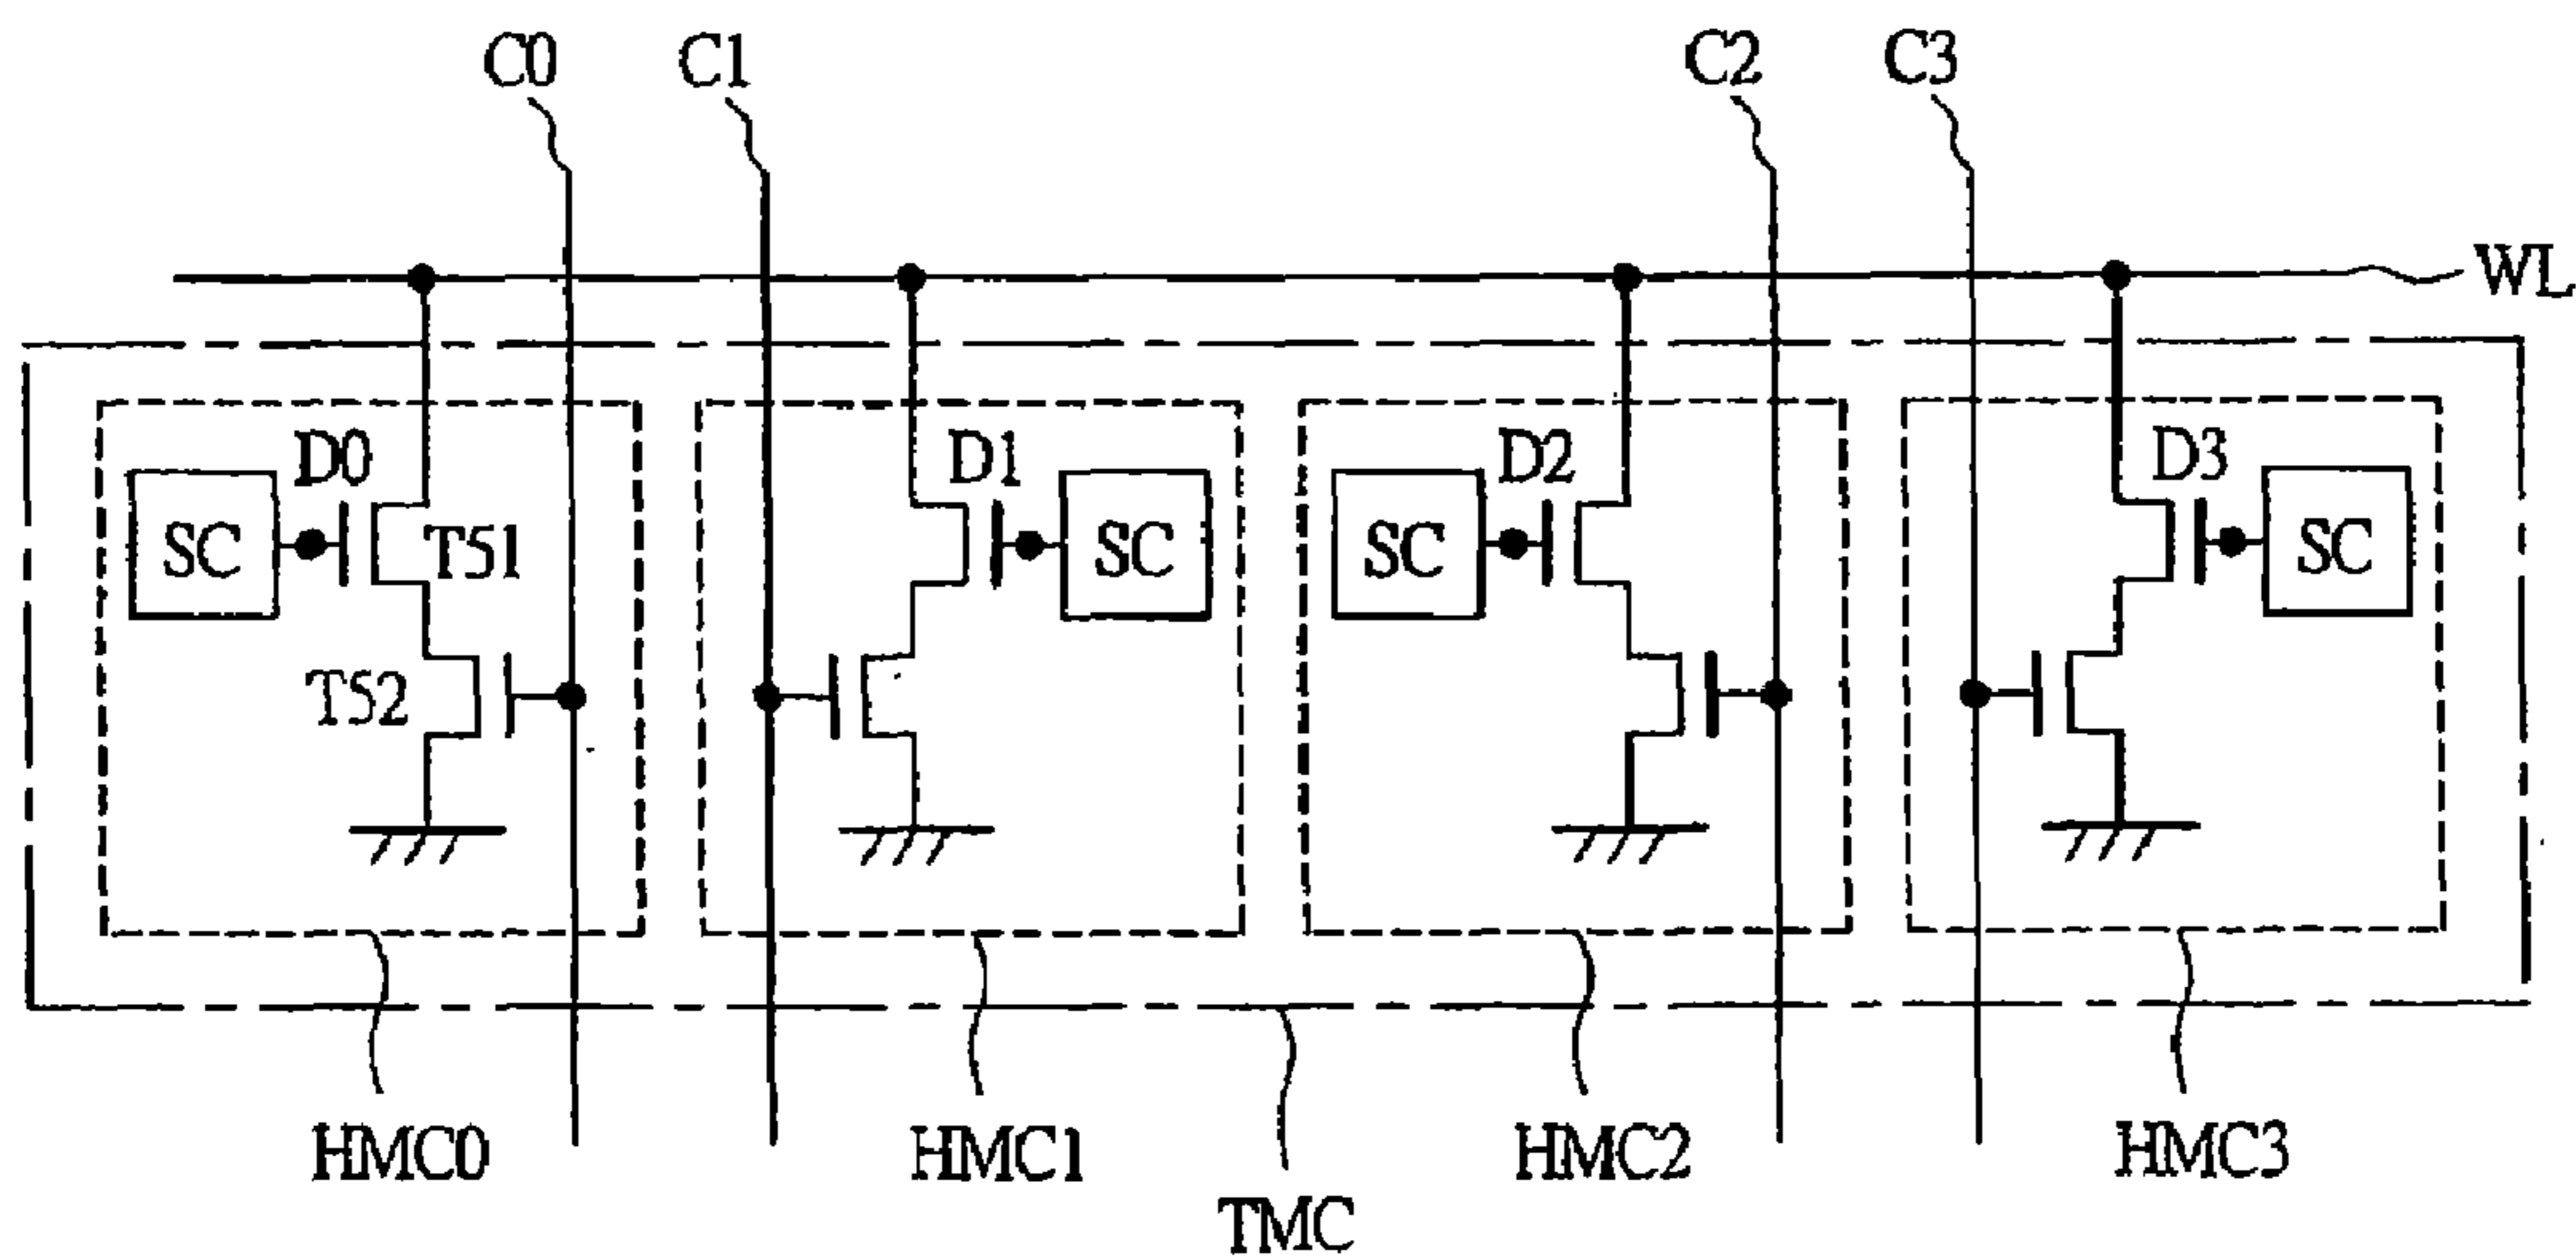 C0 C1 C2 C3
WL
D0 D1 D2 D3
SC T51 SC SC SC
T52
HMC0 HMC1 HMC2 HMC3
TMC